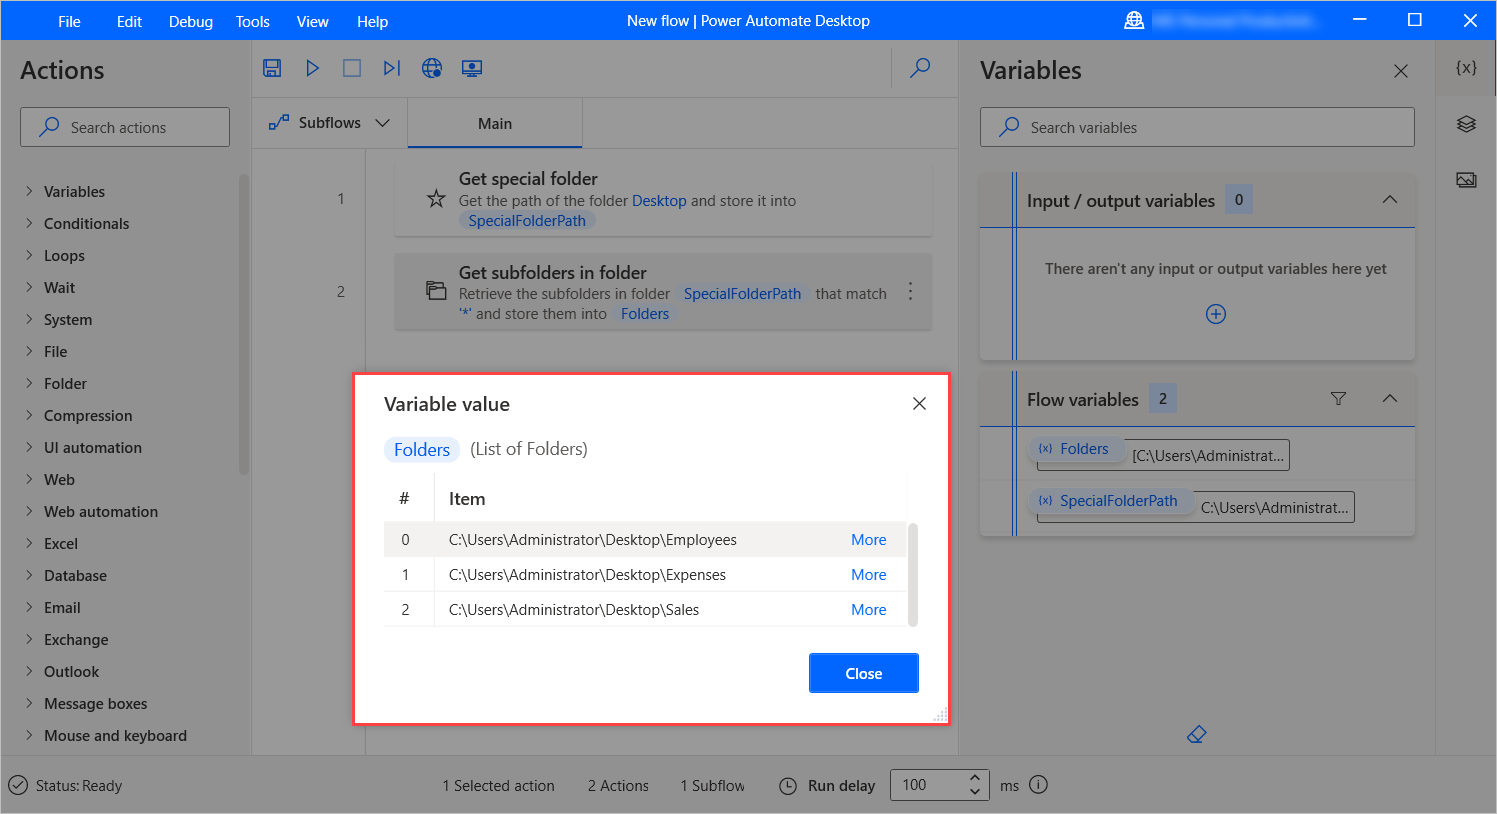 File Edit Debug Tools View Help New flow | Power Automate Desktop
Actions
Search actions
Variables
Conditionals
Loops
Wait
System
File
Folder
Compression
UI automation
Web
Web automation
Excel
Database
Email
Exchange
Outlook
Message boxes
Mouse and keyboard
Subflows Main
1 Get special folder
Get the path of the folder Desktop and store it into
SpecialFolderPath
2 Get subfolders in folder
Retrieve the subfolders in folder SpecialFolderPath that match
'*' and store them into Folders
Variable value
Folders (List of Folders)
# Item
0 C:\Users\Administrator\Desktop\Employees More
1 C:\Users\Administrator\Desktop\Expenses More
2 C:\Users\Administrator\Desktop\Sales More
Close
Variables {x}
Search variables
Input / output variables 0
There aren't any input or output variables here yet
Flow variables 2
{x} Folders [C:\Users\Administrat...
{x} SpecialFolderPath C:\Users\Administrat...
Status: Ready 1 Selected action 2 Actions 1 Subflow Run delay 100 ms